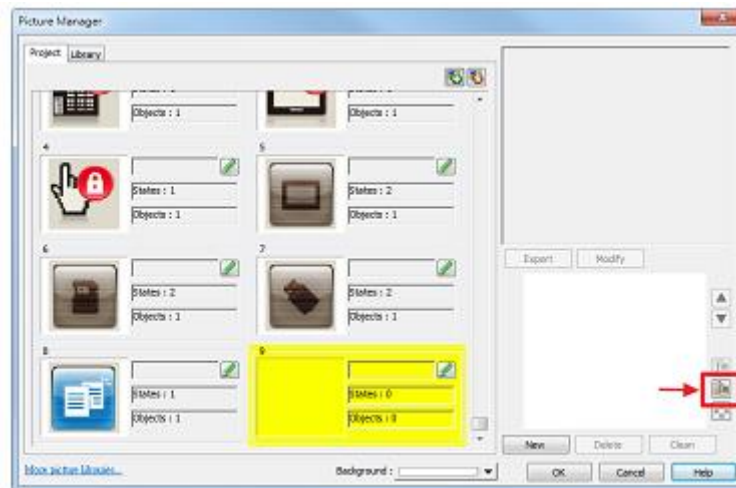 Picture Manager
Project Library
Objects : 1
Objects : 1
4
States : 1
Objects : 1
5
States : 2
Objects : 1
6
States : 2
Objects : 1
7
States : 2
Objects : 1
8
States : 1
Objects : 1
9
States : 0
Objects : 0
Export Modify
New Delete Clean
More picture libraries...
Background :
OK Cancel Help